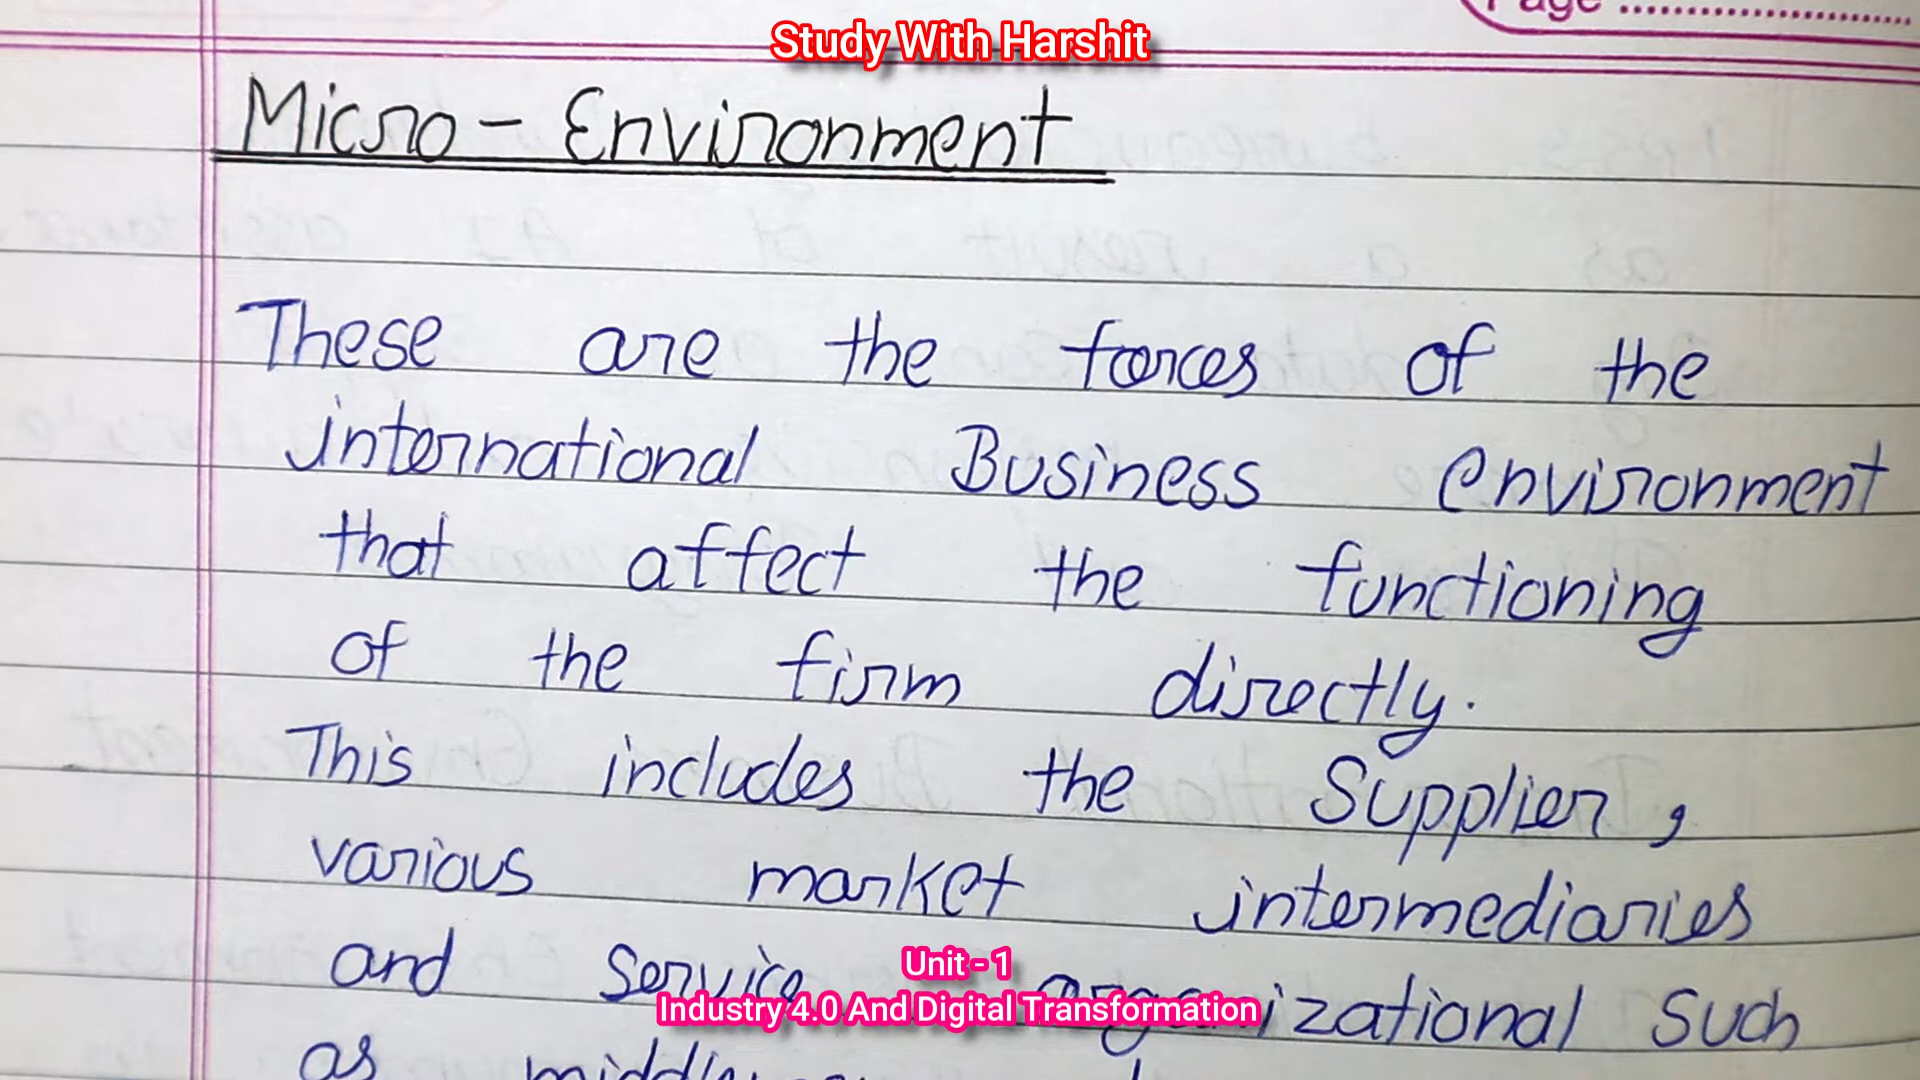 Page
Study With Harshit
Micro - Environment
These are the forces of the
international Business environment
that affect the functioning
of the firm directly.
This includes the Supplier,
various market intermediaries
and Service organizational Such
as
Unit - 1
Industry 4.0 And Digital Transformation